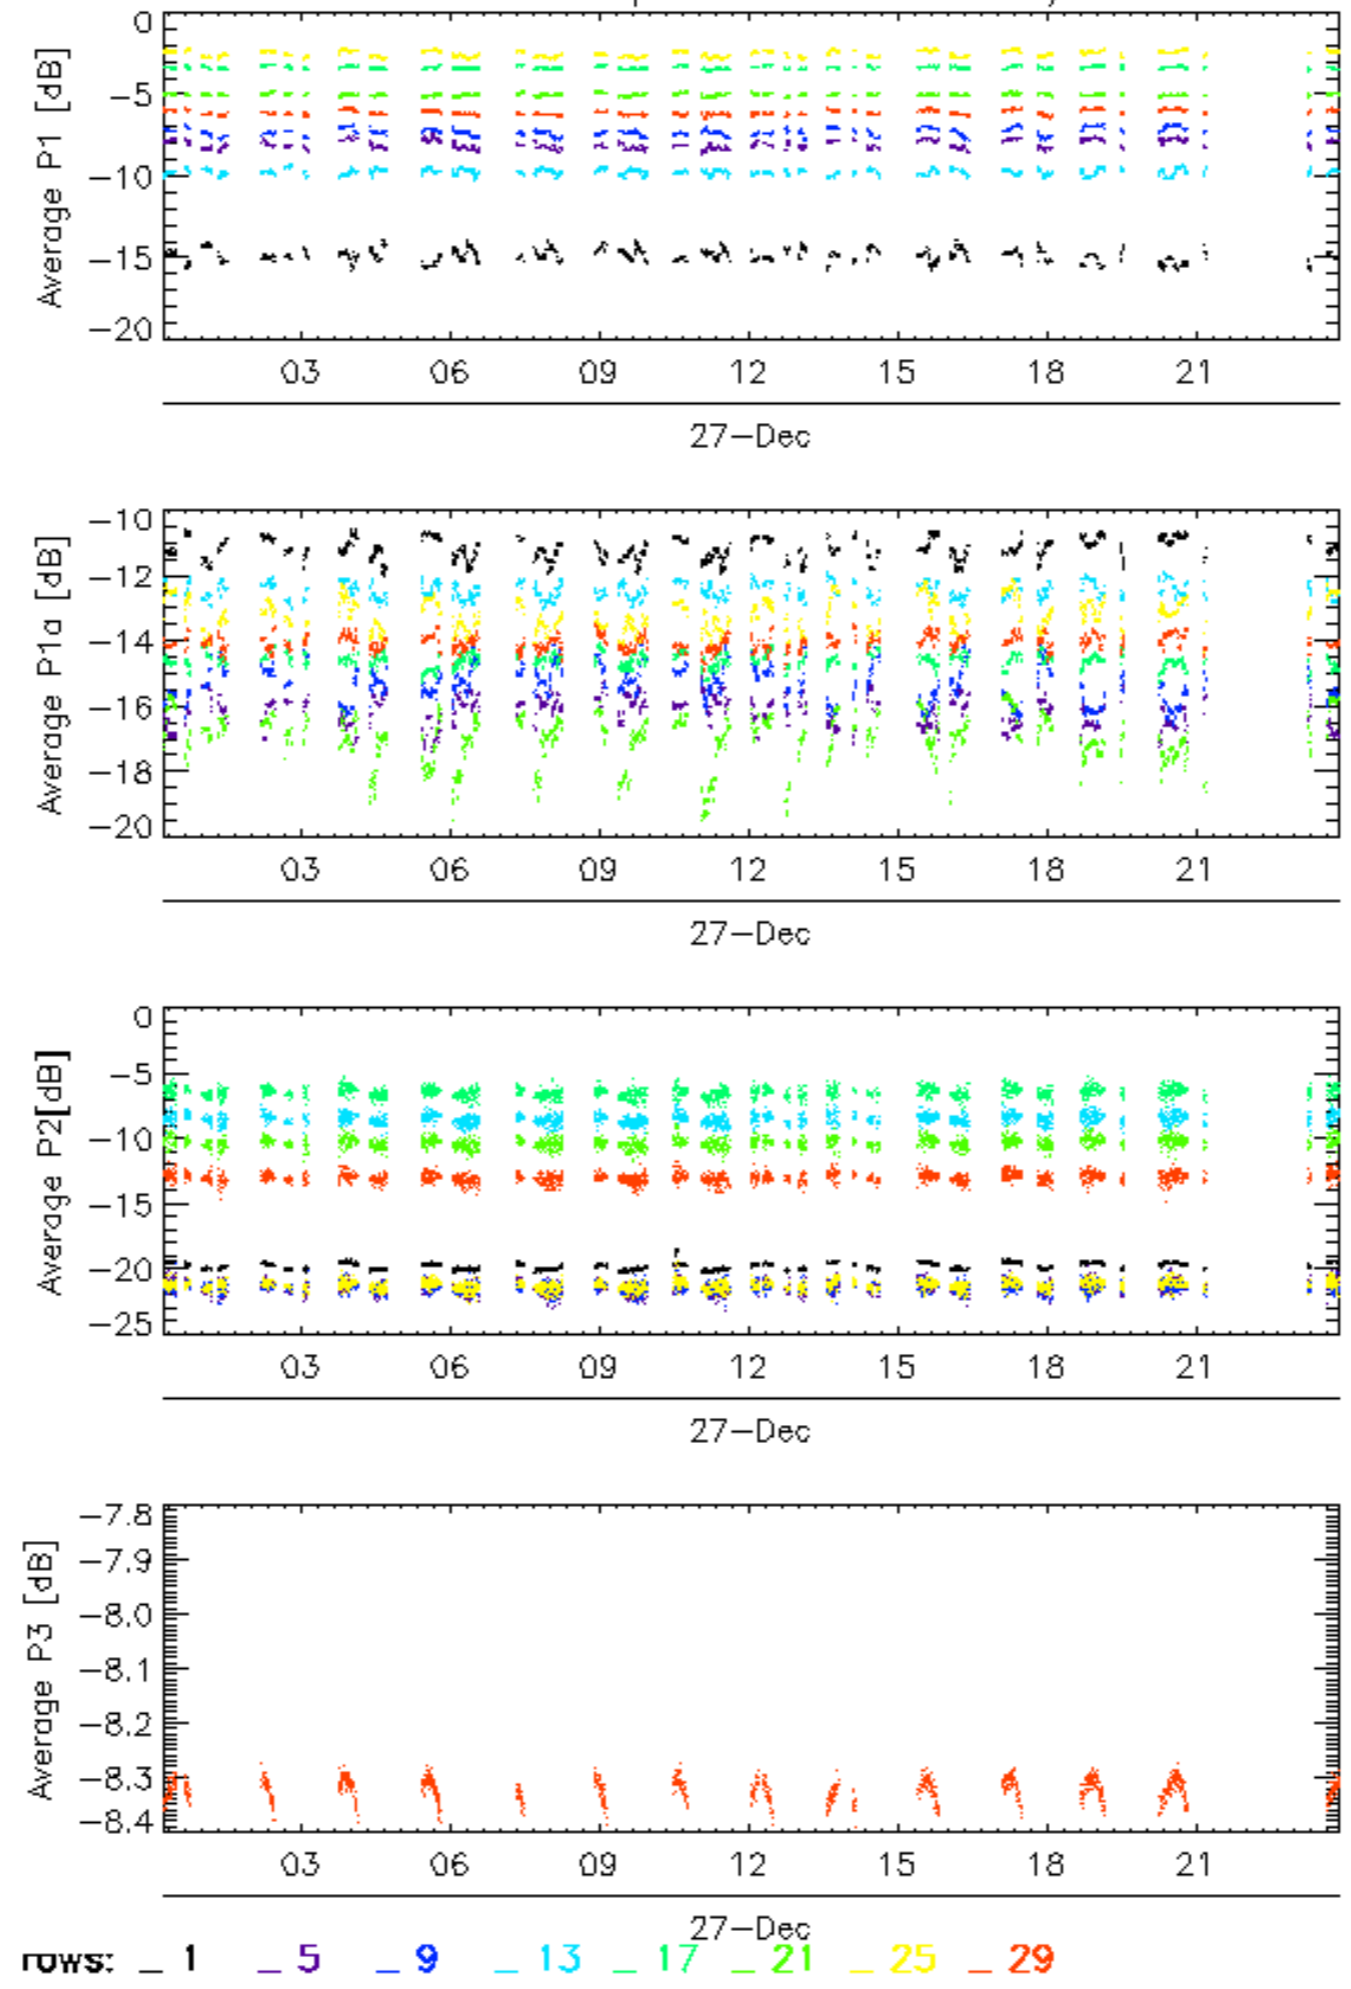 0
−5
−10
−15
−20
Average P1 [dB]
03 06 09 12 15 18 21
27−Dec
−10
−12
−14
−16
−18
−20
Average P1a [dB]
03 06 09 12 15 18 21
27−Dec
0
−5
−10
−15
−20
−25
Average P2[dB]
03 06 09 12 15 18 21
27−Dec
−7.8
−7.9
−8.0
−8.1
−8.2
−8.3
−8.4
Average P3 [dB]
03 06 09 12 15 18 21
27−Dec
rows: _ 1 _ 5 _ 9 _ 13 _ 17 _ 21 _ 25 _ 29